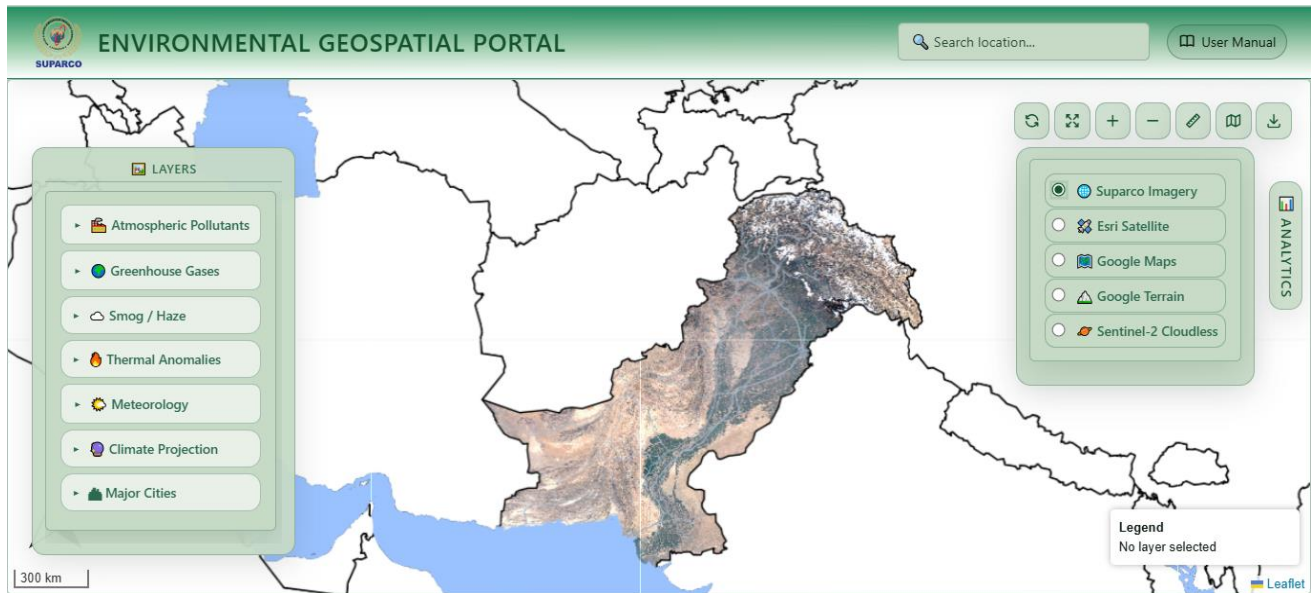 SUPARCO
ENVIRONMENTAL GEOSPATIAL PORTAL
Search location...
User Manual
LAYERS
Atmospheric Pollutants
Greenhouse Gases
Smog / Haze
Thermal Anomalies
Meteorology
Climate Projection
Major Cities
Suparco Imagery
Esri Satellite
Google Maps
Google Terrain
Sentinel-2 Cloudless
ANALYTICS
Legend
No layer selected
300 km
Leaflet